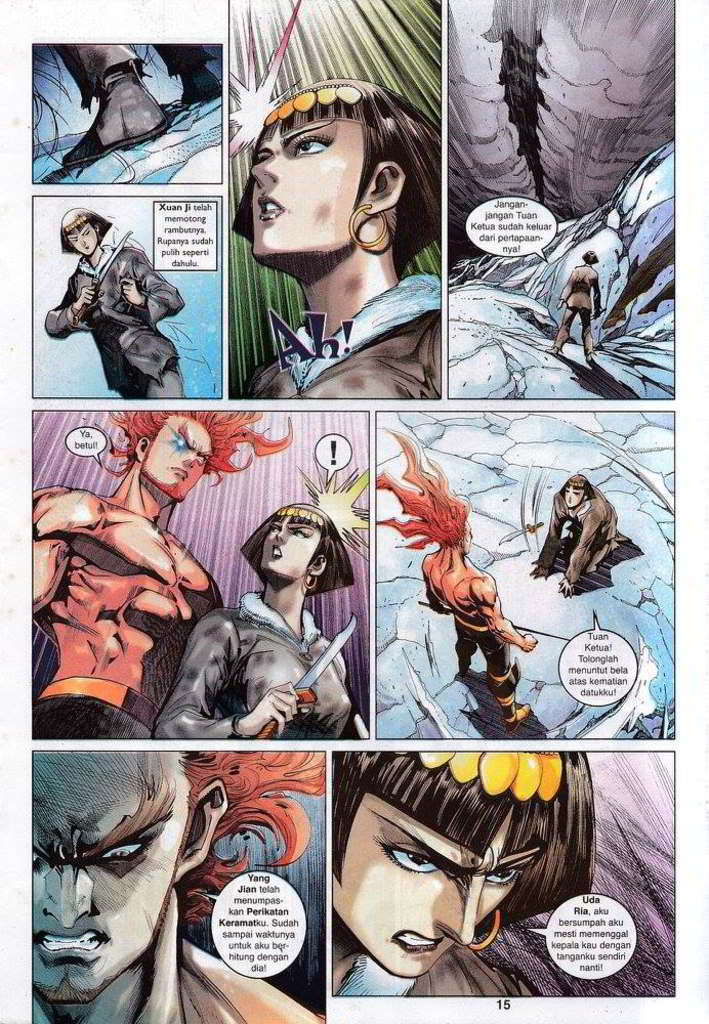 Xuan Ji telah
memotong
rambutnya.
Rupanya sudah
pulih seperti
dahulu.
Ah!
Jangan-
jangan Tuan
Ketua sudah keluar
dari pertapaan-
nya!
Ya,
betul!
!
Tuan
Ketua!
Tolonglah
menuntut bela
atas kematian
datukku!
Yang
Jian telah
menumpas-
kan Perikatan
Keramat ku. Sudah
sampai waktunya
untuk aku ber-
hitung dengan
dia!
Uda
Ria, aku
bersumpah aku
mesti memenggal
kepala kau dengan
tanganku sendiri
nanti!
15